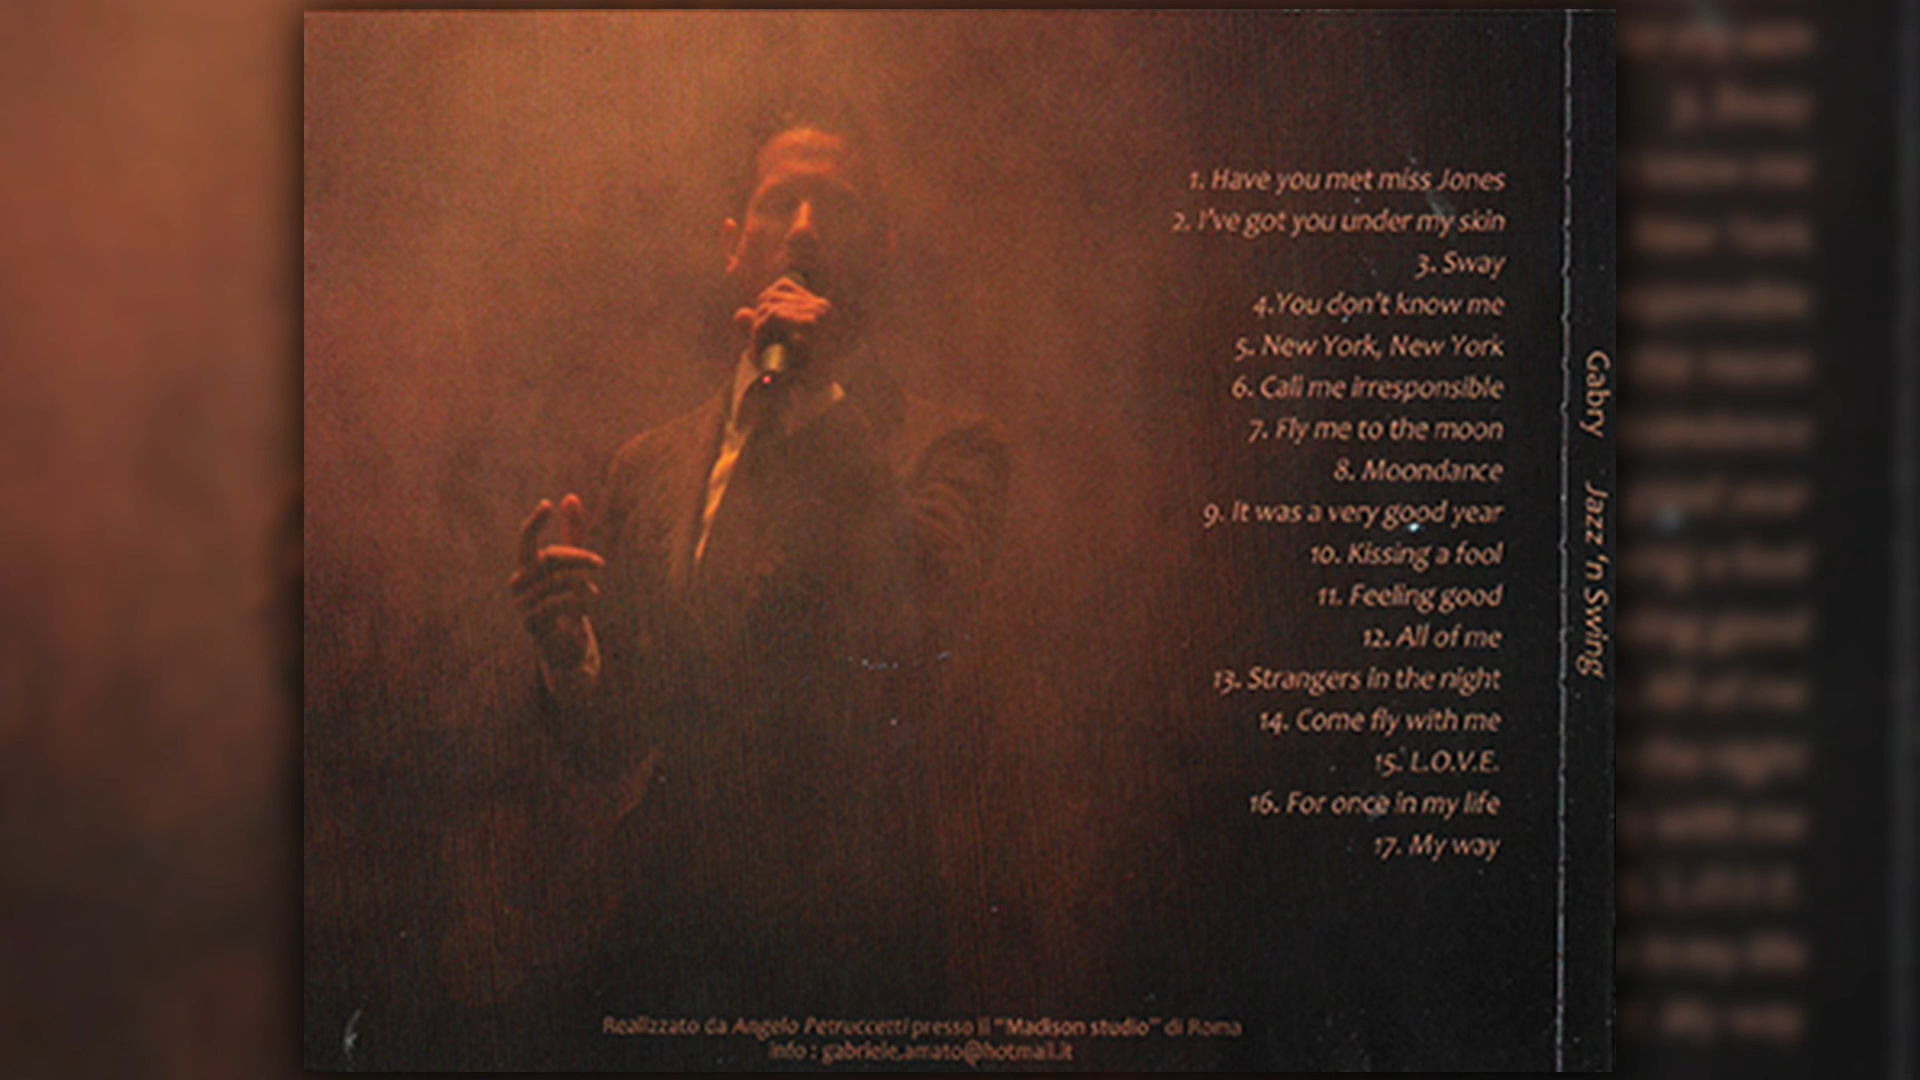 1. Have you met miss Jones
2. I've got you under my skin
3. Sway
4.You don't know me
5. New York, New York
6. Call me irresponsible
7. Fly me to the moon
8. Moondance
9. It was a very good year
10. Kissing a fool
11. Feeling good
12. All of me
13. Strangers in the night
14. Come fly with me
15. L.O.V.E.
16. For once in my life
17. My way
Realizzato da Angelo Petruccetti presso il "Madison studio" di Roma
info : gabriele.amato@hotmail.it
Gabry Jazz 'n Swing